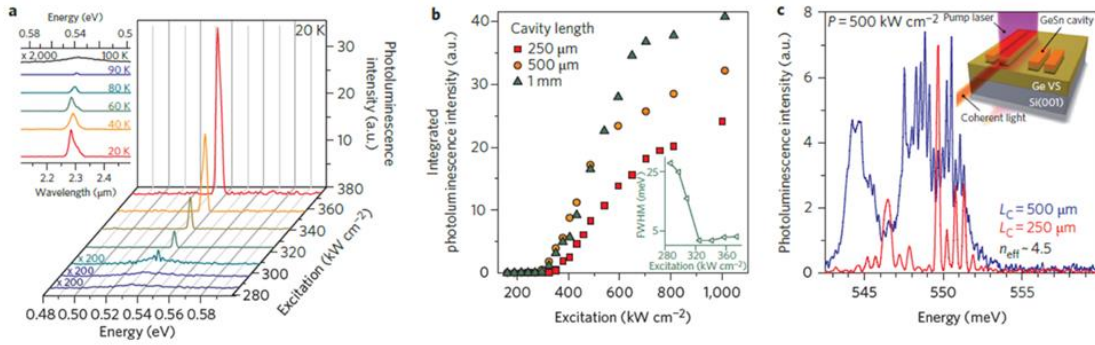 a
Energy (eV)
0.58 0.54 0.5
x 2,000
100 K
90 K
80 K
60 K
40 K
20 K
2.2 2.3 2.4
Wavelength (μm)
20 K
30
20
10
Photoluminescence
intensity (a.u.)
380
360
340
320
300
280
Excitation (kW cm⁻²)
x 200
x 200
x 200
0.48 0.50 0.52 0.54 0.56 0.58
Energy (eV)
b
Integrated
photoluminescence intensity (a.u.)
40
30
20
10
0
Cavity length
250 μm
500 μm
1 mm
FWHM (meV)
25
5
280 320 360
Excitation (kW cm⁻²)
200 400 600 800 1,000
Excitation (kW cm⁻²)
c
Photoluminescence intensity (a.u.)
8
6
4
2
0
P = 500 kW cm⁻²
Pump laser
GeSn cavity
Ge VS
Si(001)
Coherent light
L_C = 500 μm
L_C = 250 μm
n_eff ~ 4.5
545 550 555
Energy (meV)